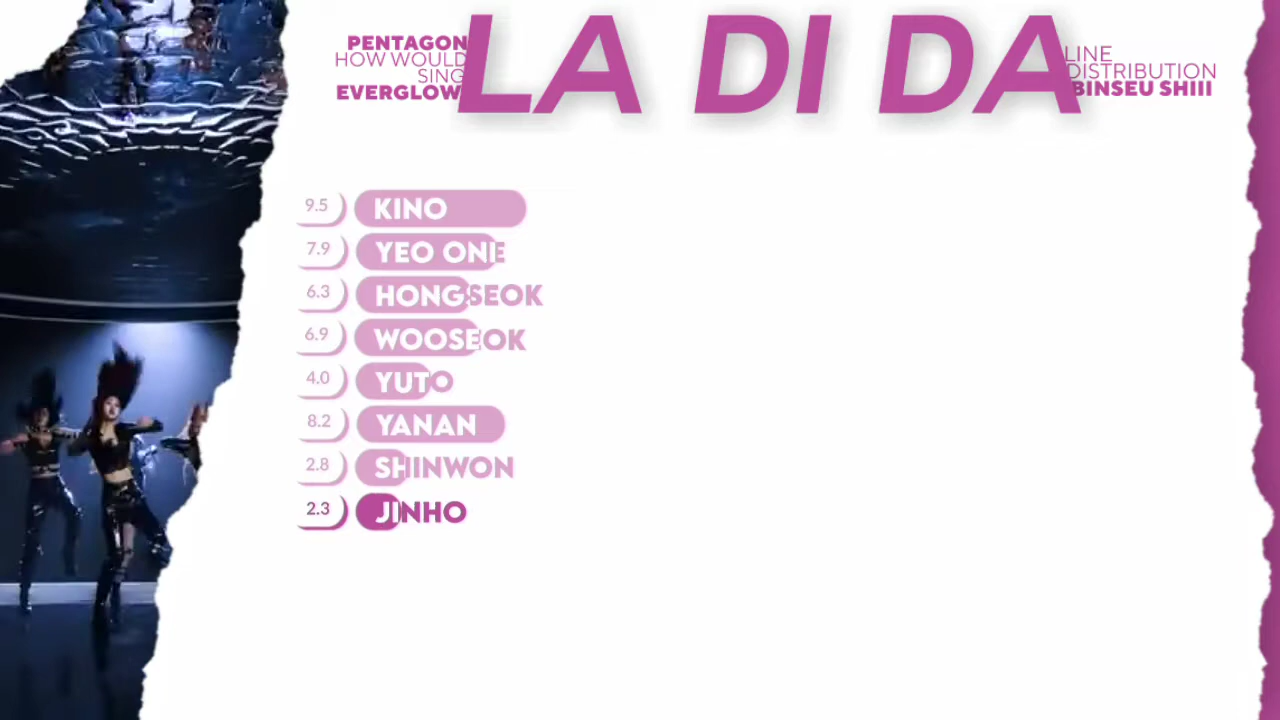 PENTAGON
HOW WOULD
SING
EVERGLOW
LA DI DA
LINE
DISTRIBUTION
BINSEU SHIII
9.5 KINO
7.9 YEO ONE
6.3 HONGSEOK
6.9 WOOSEOK
4.0 YUTO
8.2 YANAN
2.8 SHINWON
2.3 JINHO